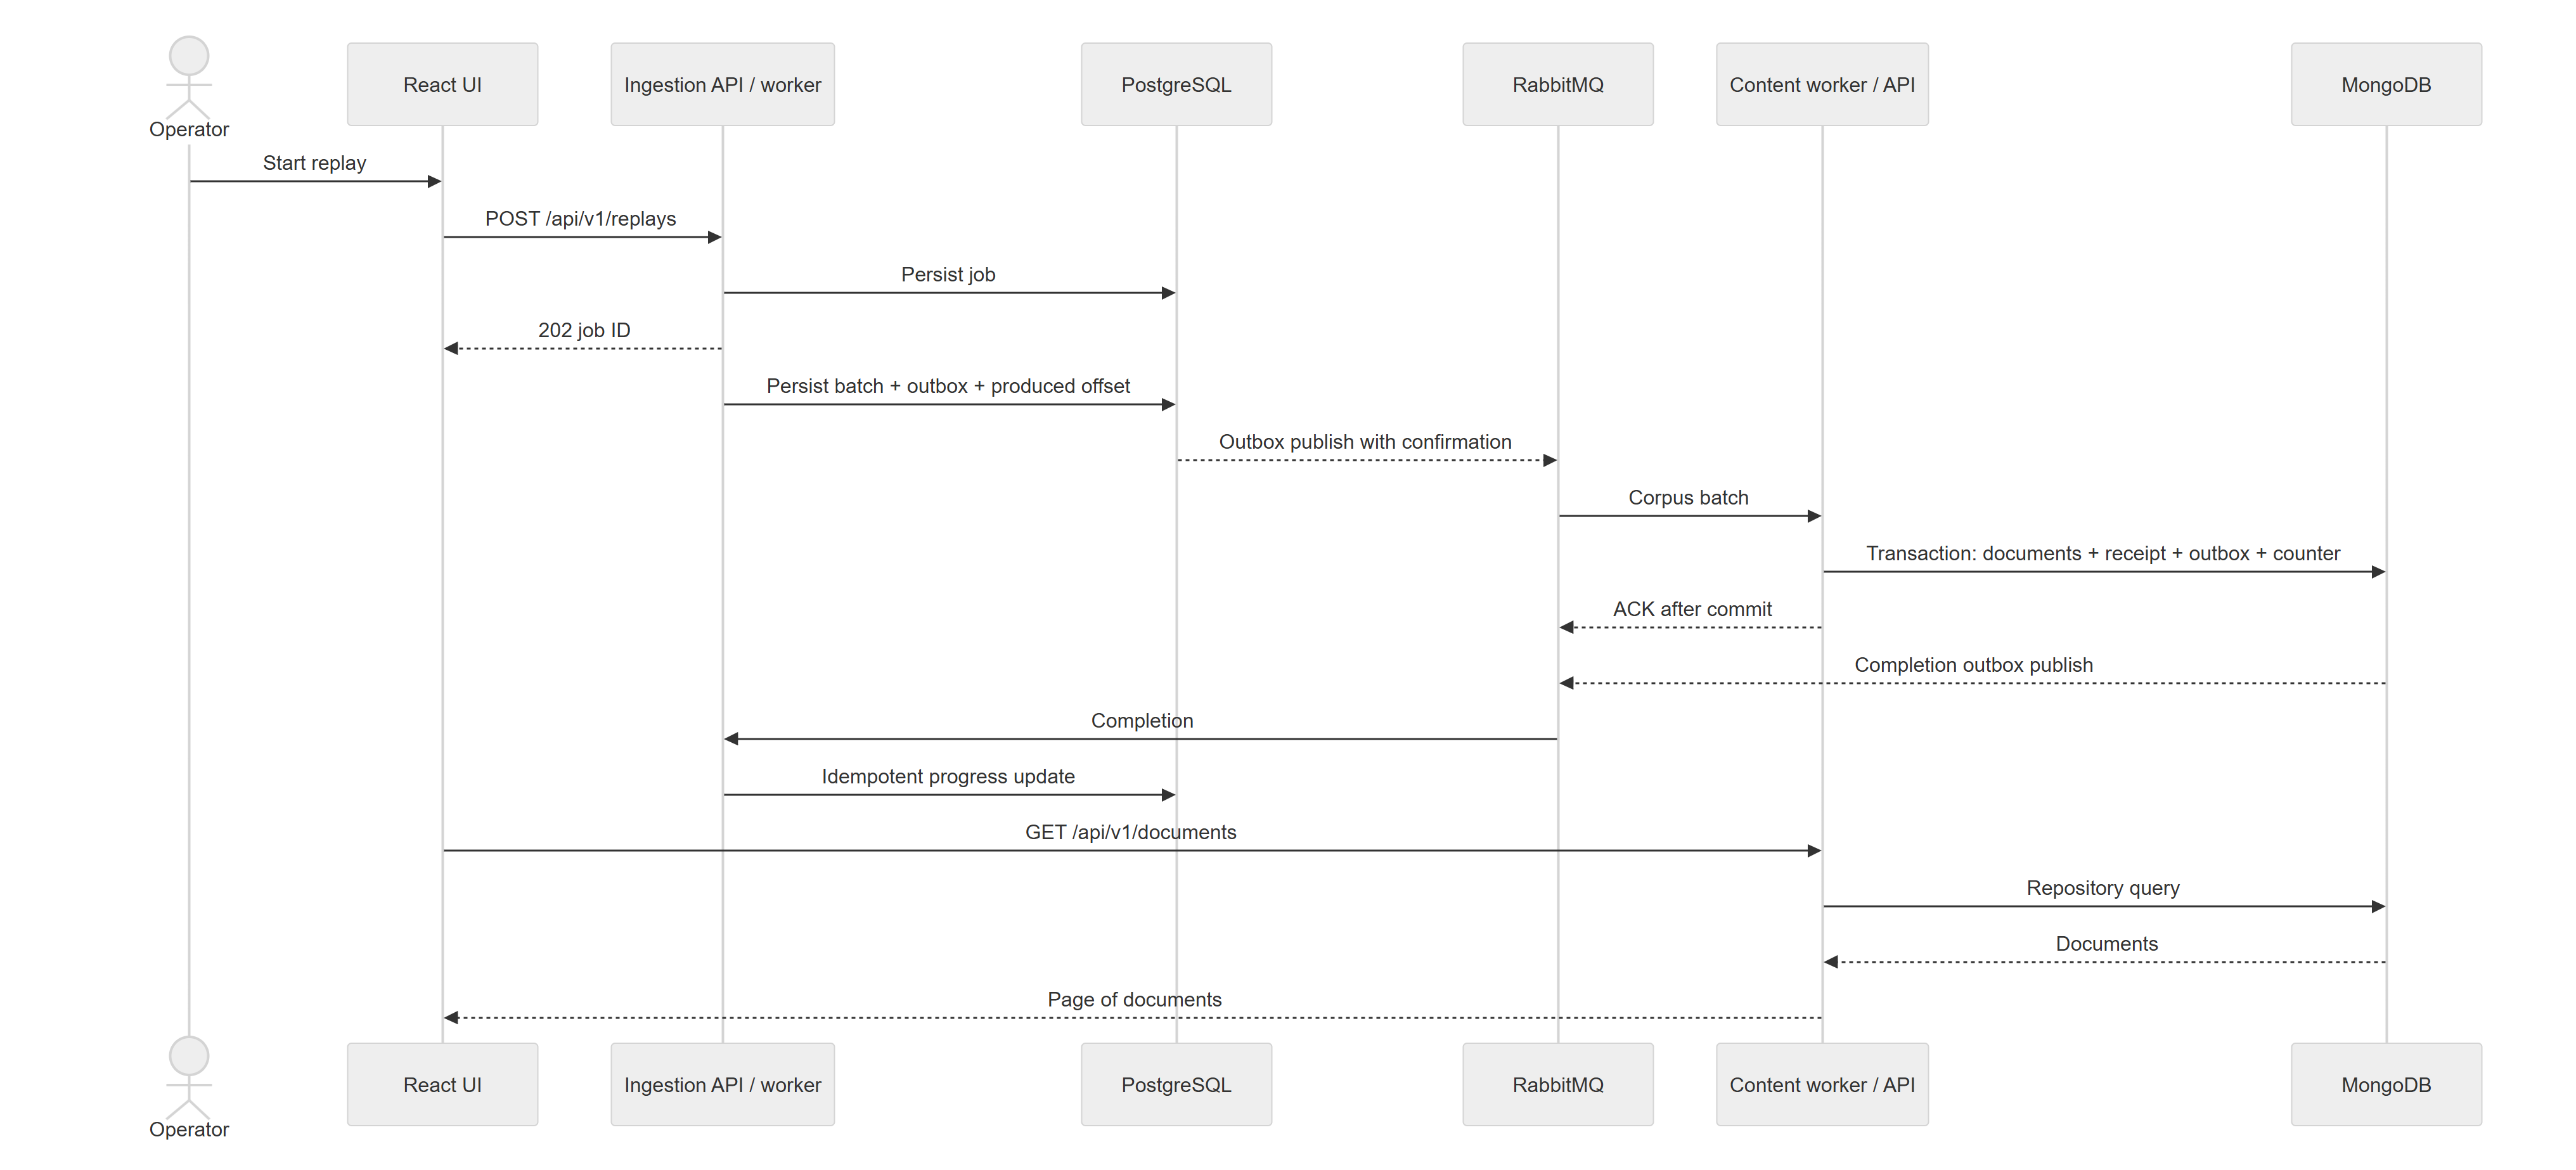 Operator
React UI
Ingestion API / worker
PostgreSQL
RabbitMQ
Content worker / API
MongoDB
Start replay
POST /api/v1/replays
Persist job
202 job ID
Persist batch + outbox + produced offset
Outbox publish with confirmation
Corpus batch
Transaction: documents + receipt + outbox + counter
ACK after commit
Completion outbox publish
Completion
Idempotent progress update
GET /api/v1/documents
Repository query
Documents
Page of documents
Operator
React UI
Ingestion API / worker
PostgreSQL
RabbitMQ
Content worker / API
MongoDB